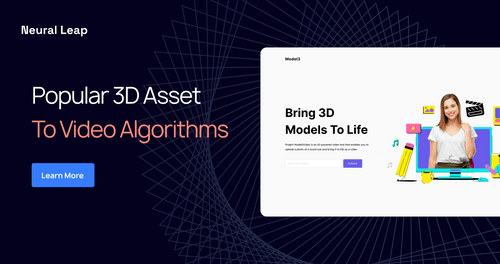 Neural Leap
Popular 3D Asset
To Video Algorithms
Learn More
Model3
Bring 3D
Models To Life